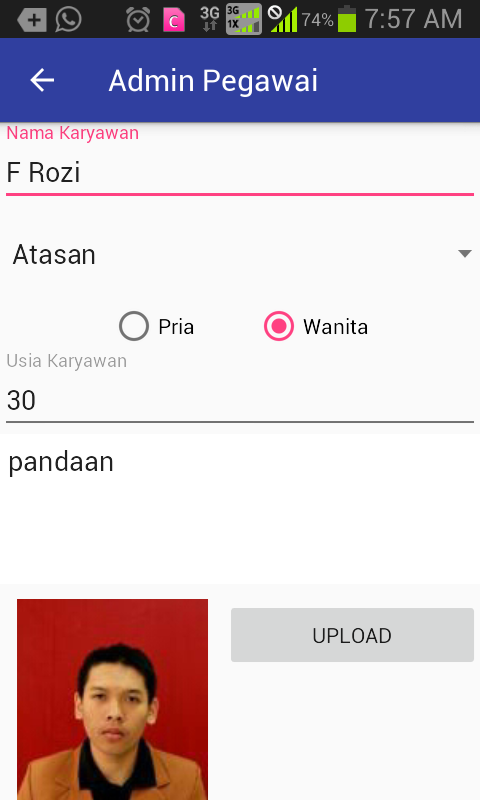 3G 3G 1X 74% 7:57 AM
Admin Pegawai
Nama Karyawan
F Rozi
Atasan
Pria Wanita
Usia Karyawan
30
pandaan
UPLOAD